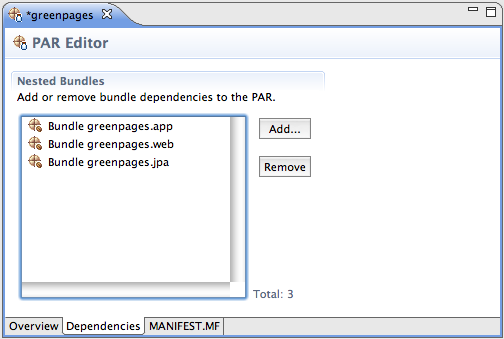 *greenpages
PAR Editor
Nested Bundles
Add or remove bundle dependencies to the PAR.
Bundle greenpages.app
Bundle greenpages.web
Bundle greenpages.jpa
Add...
Remove
Total: 3
Overview Dependencies MANIFEST.MF